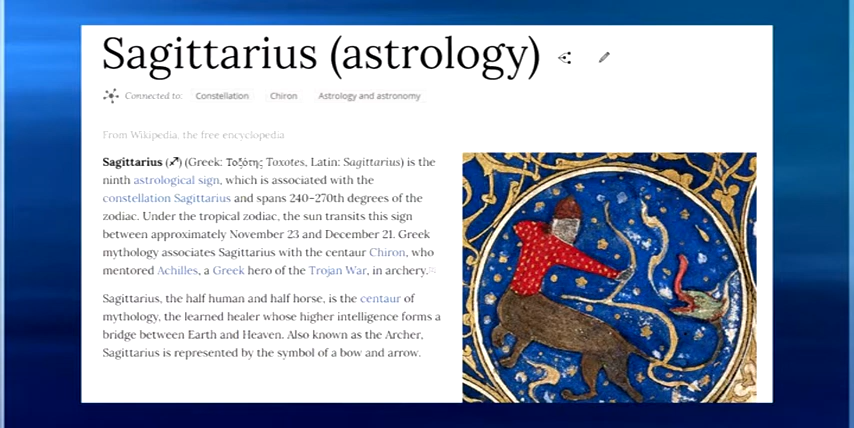 Sagittarius (astrology)
Connected to: Constellation Chiron Astrology and astronomy
From Wikipedia, the free encyclopedia
Sagittarius (♐) (Greek: Τοξότης Toxotes, Latin: Sagittarius) is the
ninth astrological sign, which is associated with the
constellation Sagittarius and spans 240–270th degrees of the
zodiac. Under the tropical zodiac, the sun transits this sign
between approximately November 23 and December 21. Greek
mythology associates Sagittarius with the centaur Chiron, who
mentored Achilles, a Greek hero of the Trojan War, in archery.
Sagittarius, the half human and half horse, is the centaur of
mythology, the learned healer whose higher intelligence forms a
bridge between Earth and Heaven. Also known as the Archer,
Sagittarius is represented by the symbol of a bow and arrow.